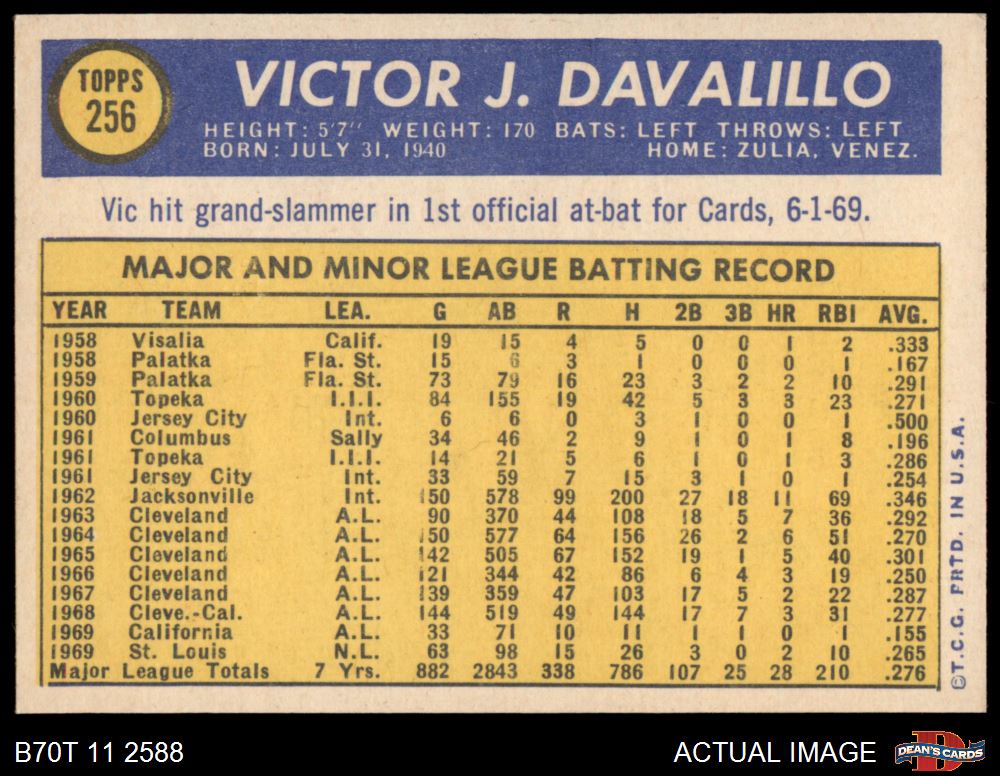 TOPPS
256
VICTOR J. DAVALILLO
HEIGHT: 5'7" WEIGHT: 170 BATS: LEFT THROWS: LEFT
BORN: JULY 31, 1940 HOME: ZULIA, VENEZ.
Vic hit grand-slammer in 1st official at-bat for Cards, 6-1-69.
MAJOR AND MINOR LEAGUE BATTING RECORD
YEAR TEAM LEA. G AB R H 2B 3B HR RBI AVG.
1958 Visalia Calif. 19 15 4 5 0 0 1 2 .333
1958 Palatka Fla. St. 15 6 3 1 0 0 0 1 .167
1959 Palatka Fla. St. 73 79 16 23 3 2 2 10 .291
1960 Topeka I.I.I. 84 155 19 42 5 3 3 23 .271
1960 Jersey City Int. 6 6 0 3 1 0 0 1 .500
1961 Columbus Sally 34 46 2 9 1 0 1 8 .196
1961 Topeka I.I.I. 14 21 5 6 1 0 1 3 .286
1961 Jersey City Int. 33 59 7 15 3 1 0 1 .254
1962 Jacksonville Int. 150 578 99 200 27 18 11 69 .346
1963 Cleveland A.L. 90 370 44 108 18 5 7 36 .292
1964 Cleveland A.L. 150 577 64 156 26 2 6 51 .270
1965 Cleveland A.L. 142 505 67 152 19 1 5 40 .301
1966 Cleveland A.L. 121 344 42 86 6 4 3 19 .250
1967 Cleveland A.L. 139 359 47 103 17 5 2 22 .287
1968 Cleve.-Cal. A.L. 144 519 49 144 17 7 3 31 .277
1969 California A.L. 33 71 10 11 1 1 0 1 .155
1969 St. Louis N.L. 63 98 15 26 3 0 2 10 .265
Major League Totals 7 Yrs. 882 2843 338 786 107 25 28 210 .276
©T.C.G. PRTD. IN U.S.A.
B70T 11 2588 ACTUAL IMAGE
D
DEAN'S CARDS